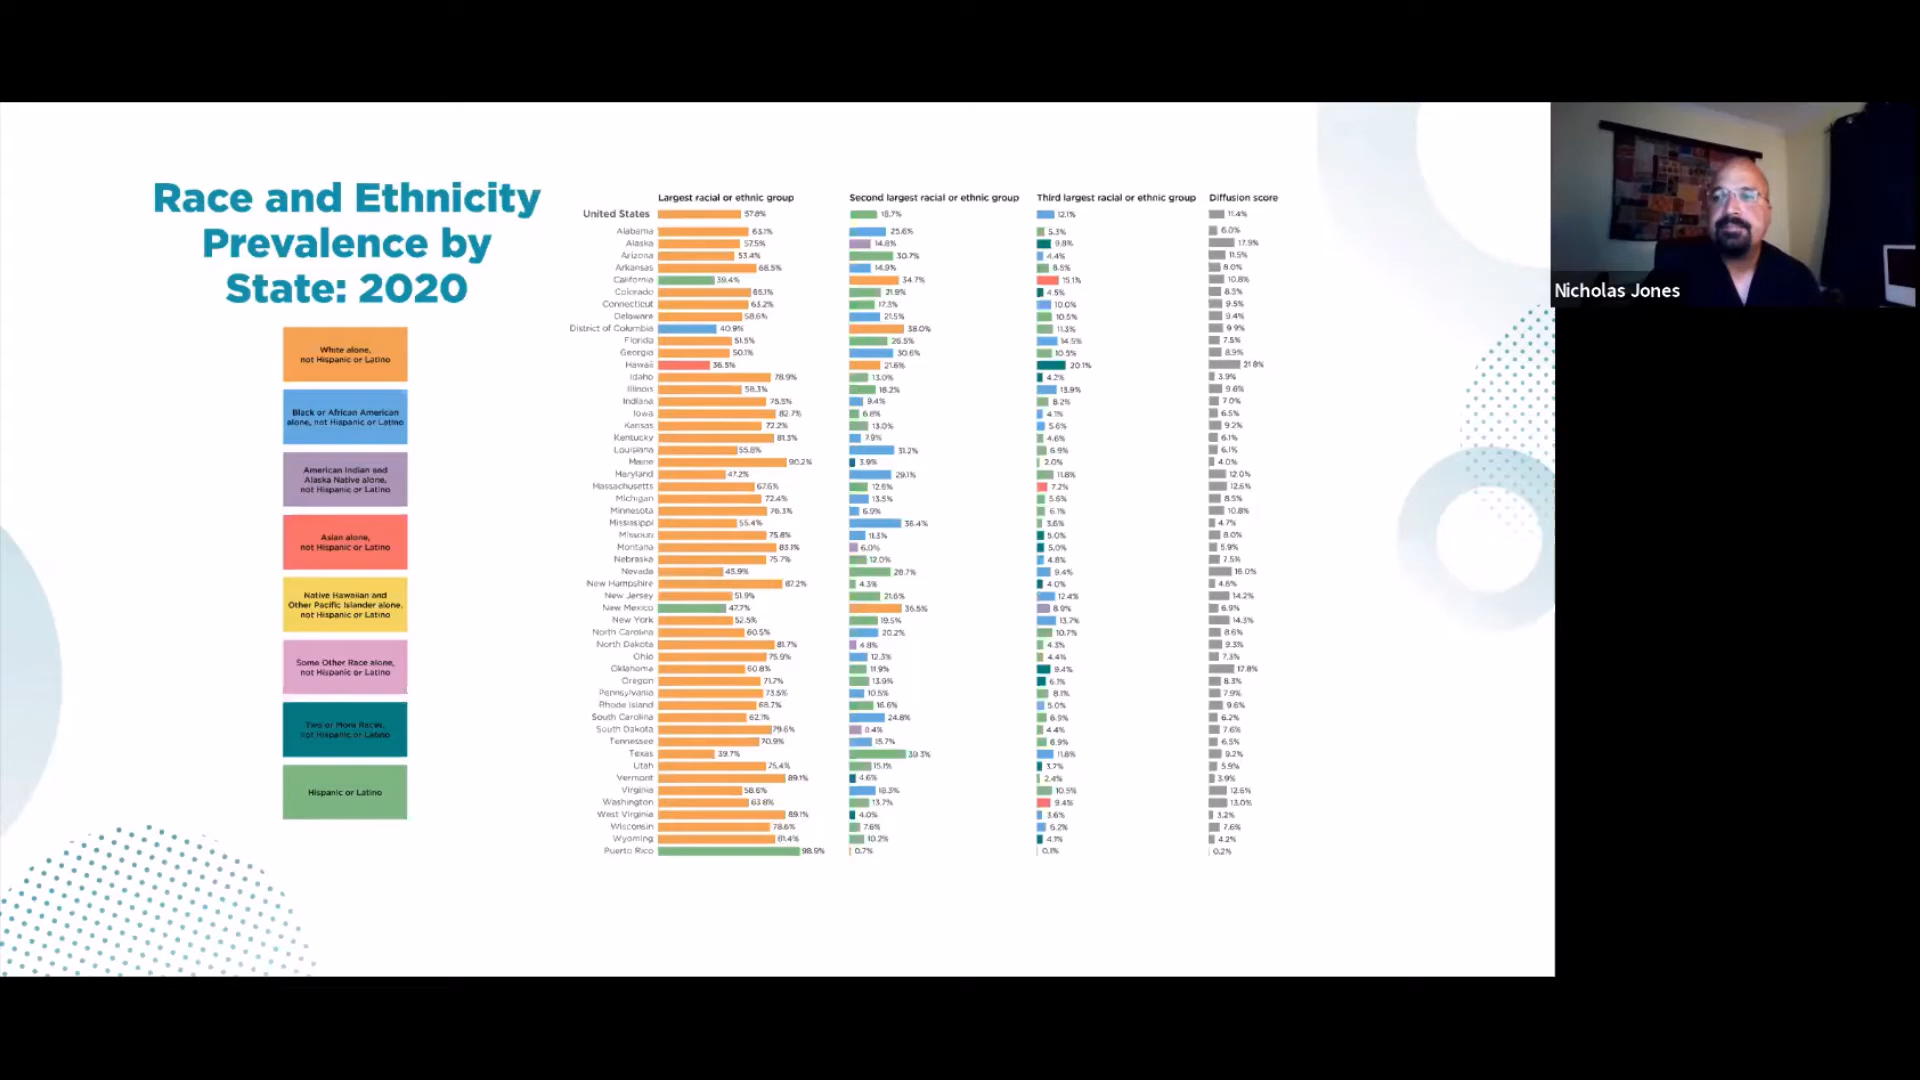 Race and Ethnicity
Prevalence by
State: 2020
White alone,
not Hispanic or Latino
Black or African American
alone, not Hispanic or Latino
American Indian and
Alaska Native alone,
not Hispanic or Latino
Asian alone,
not Hispanic or Latino
Native Hawaiian and
Other Pacific Islander alone,
not Hispanic or Latino
Some Other Race alone,
not Hispanic or Latino
Two or More Races,
not Hispanic or Latino
Hispanic or Latino
Largest racial or ethnic group Second largest racial or ethnic group Third largest racial or ethnic group Diffusion score
United States 57.8% 18.7% 12.1% 11.4%
Alabama 63.1% 25.6% 5.3% 6.0%
Alaska 57.5% 14.8% 9.8% 17.9%
Arizona 53.4% 30.7% 4.4% 11.5%
Arkansas 68.5% 14.9% 8.5% 8.0%
California 39.4% 34.7% 15.1% 10.8%
Colorado 65.1% 21.9% 4.5% 8.5%
Connecticut 63.2% 17.3% 10.0% 9.5%
Delaware 58.6% 21.5% 10.5% 9.4%
District of Columbia 40.9% 38.0% 11.3% 9.9%
Florida 51.5% 26.5% 14.5% 7.5%
Georgia 50.1% 30.6% 10.5% 8.9%
Hawaii 36.5% 21.6% 20.1% 21.8%
Idaho 78.9% 13.0% 4.2% 3.9%
Illinois 58.3% 18.2% 13.9% 9.6%
Indiana 75.5% 9.4% 8.2% 7.0%
Iowa 82.7% 6.8% 4.1% 6.5%
Kansas 72.2% 13.0% 5.6% 9.2%
Kentucky 81.3% 7.9% 4.6% 6.1%
Louisiana 55.8% 31.2% 6.9% 6.1%
Maine 90.2% 3.9% 2.0% 4.0%
Maryland 47.2% 29.1% 11.8% 12.0%
Massachusetts 67.6% 12.6% 7.2% 12.6%
Michigan 72.4% 13.5% 5.6% 8.5%
Minnesota 76.3% 6.9% 6.1% 10.8%
Mississippi 55.4% 36.4% 3.6% 4.7%
Missouri 75.8% 11.3% 5.0% 8.0%
Montana 83.1% 6.0% 5.0% 5.9%
Nebraska 75.7% 12.0% 4.8% 7.5%
Nevada 45.9% 28.7% 9.4% 16.0%
New Hampshire 87.2% 4.3% 4.0% 4.6%
New Jersey 51.9% 21.6% 12.4% 14.2%
New Mexico 47.7% 36.5% 8.9% 6.9%
New York 52.5% 19.5% 13.7% 14.3%
North Carolina 60.5% 20.2% 10.7% 8.6%
North Dakota 81.7% 4.8% 4.3% 9.3%
Ohio 75.9% 12.3% 4.4% 7.3%
Oklahoma 60.8% 11.9% 9.4% 17.8%
Oregon 71.7% 13.9% 6.1% 8.3%
Pennsylvania 73.5% 10.5% 8.1% 7.9%
Rhode Island 68.7% 16.6% 5.0% 9.6%
South Carolina 62.1% 24.8% 6.9% 6.2%
South Dakota 79.6% 8.4% 4.4% 7.6%
Tennessee 70.9% 15.7% 6.9% 6.5%
Texas 39.7% 39.3% 11.8% 9.2%
Utah 75.4% 15.1% 3.7% 5.9%
Vermont 89.1% 4.6% 2.4% 3.9%
Virginia 58.6% 18.3% 10.5% 12.6%
Washington 63.8% 13.7% 9.4% 13.0%
West Virginia 89.1% 4.0% 3.6% 3.2%
Wisconsin 78.6% 7.6% 6.2% 7.6%
Wyoming 81.4% 10.2% 4.1% 4.2%
Puerto Rico 98.9% 0.7% 0.1% 0.2%
Nicholas Jones